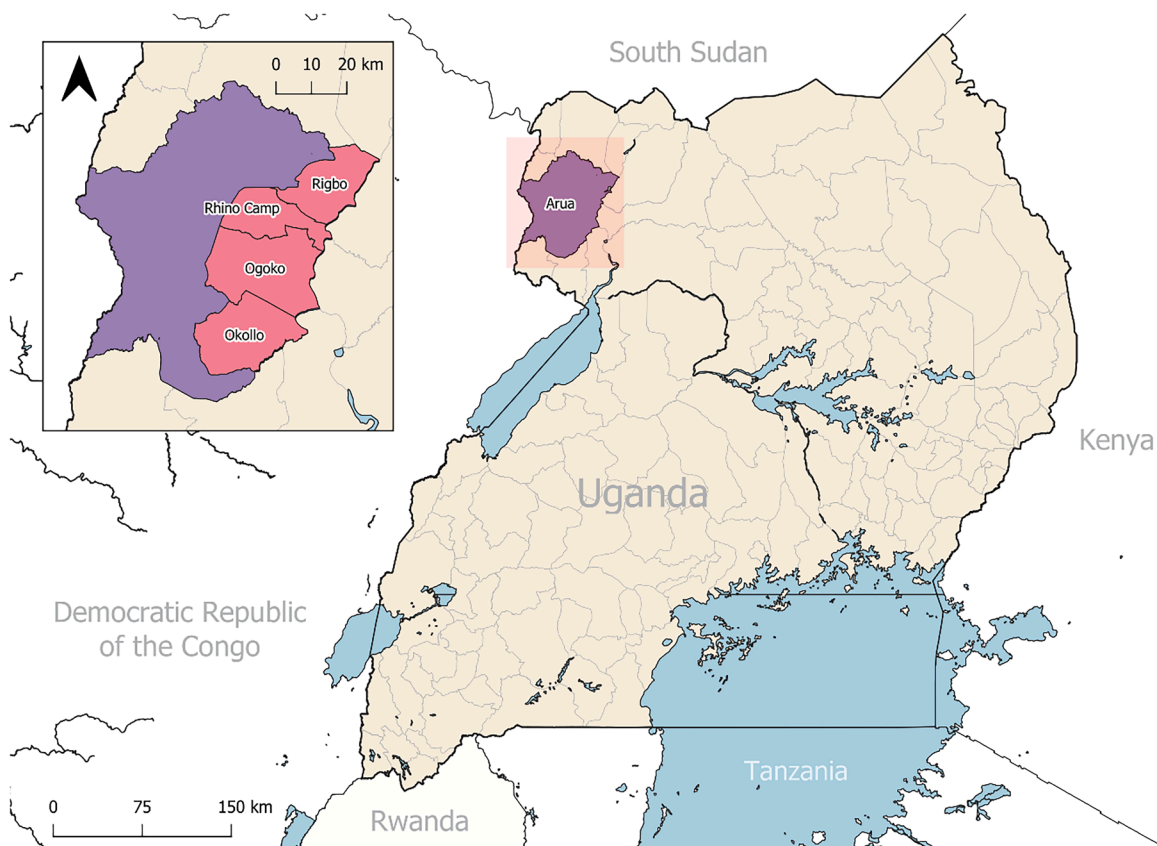 South Sudan
0 10 20 km
Rigbo
Rhino Camp
Ogoko
Okollo
Arua
Kenya
Uganda
Democratic Republic
of the Congo
Tanzania
0 75 150 km
Rwanda